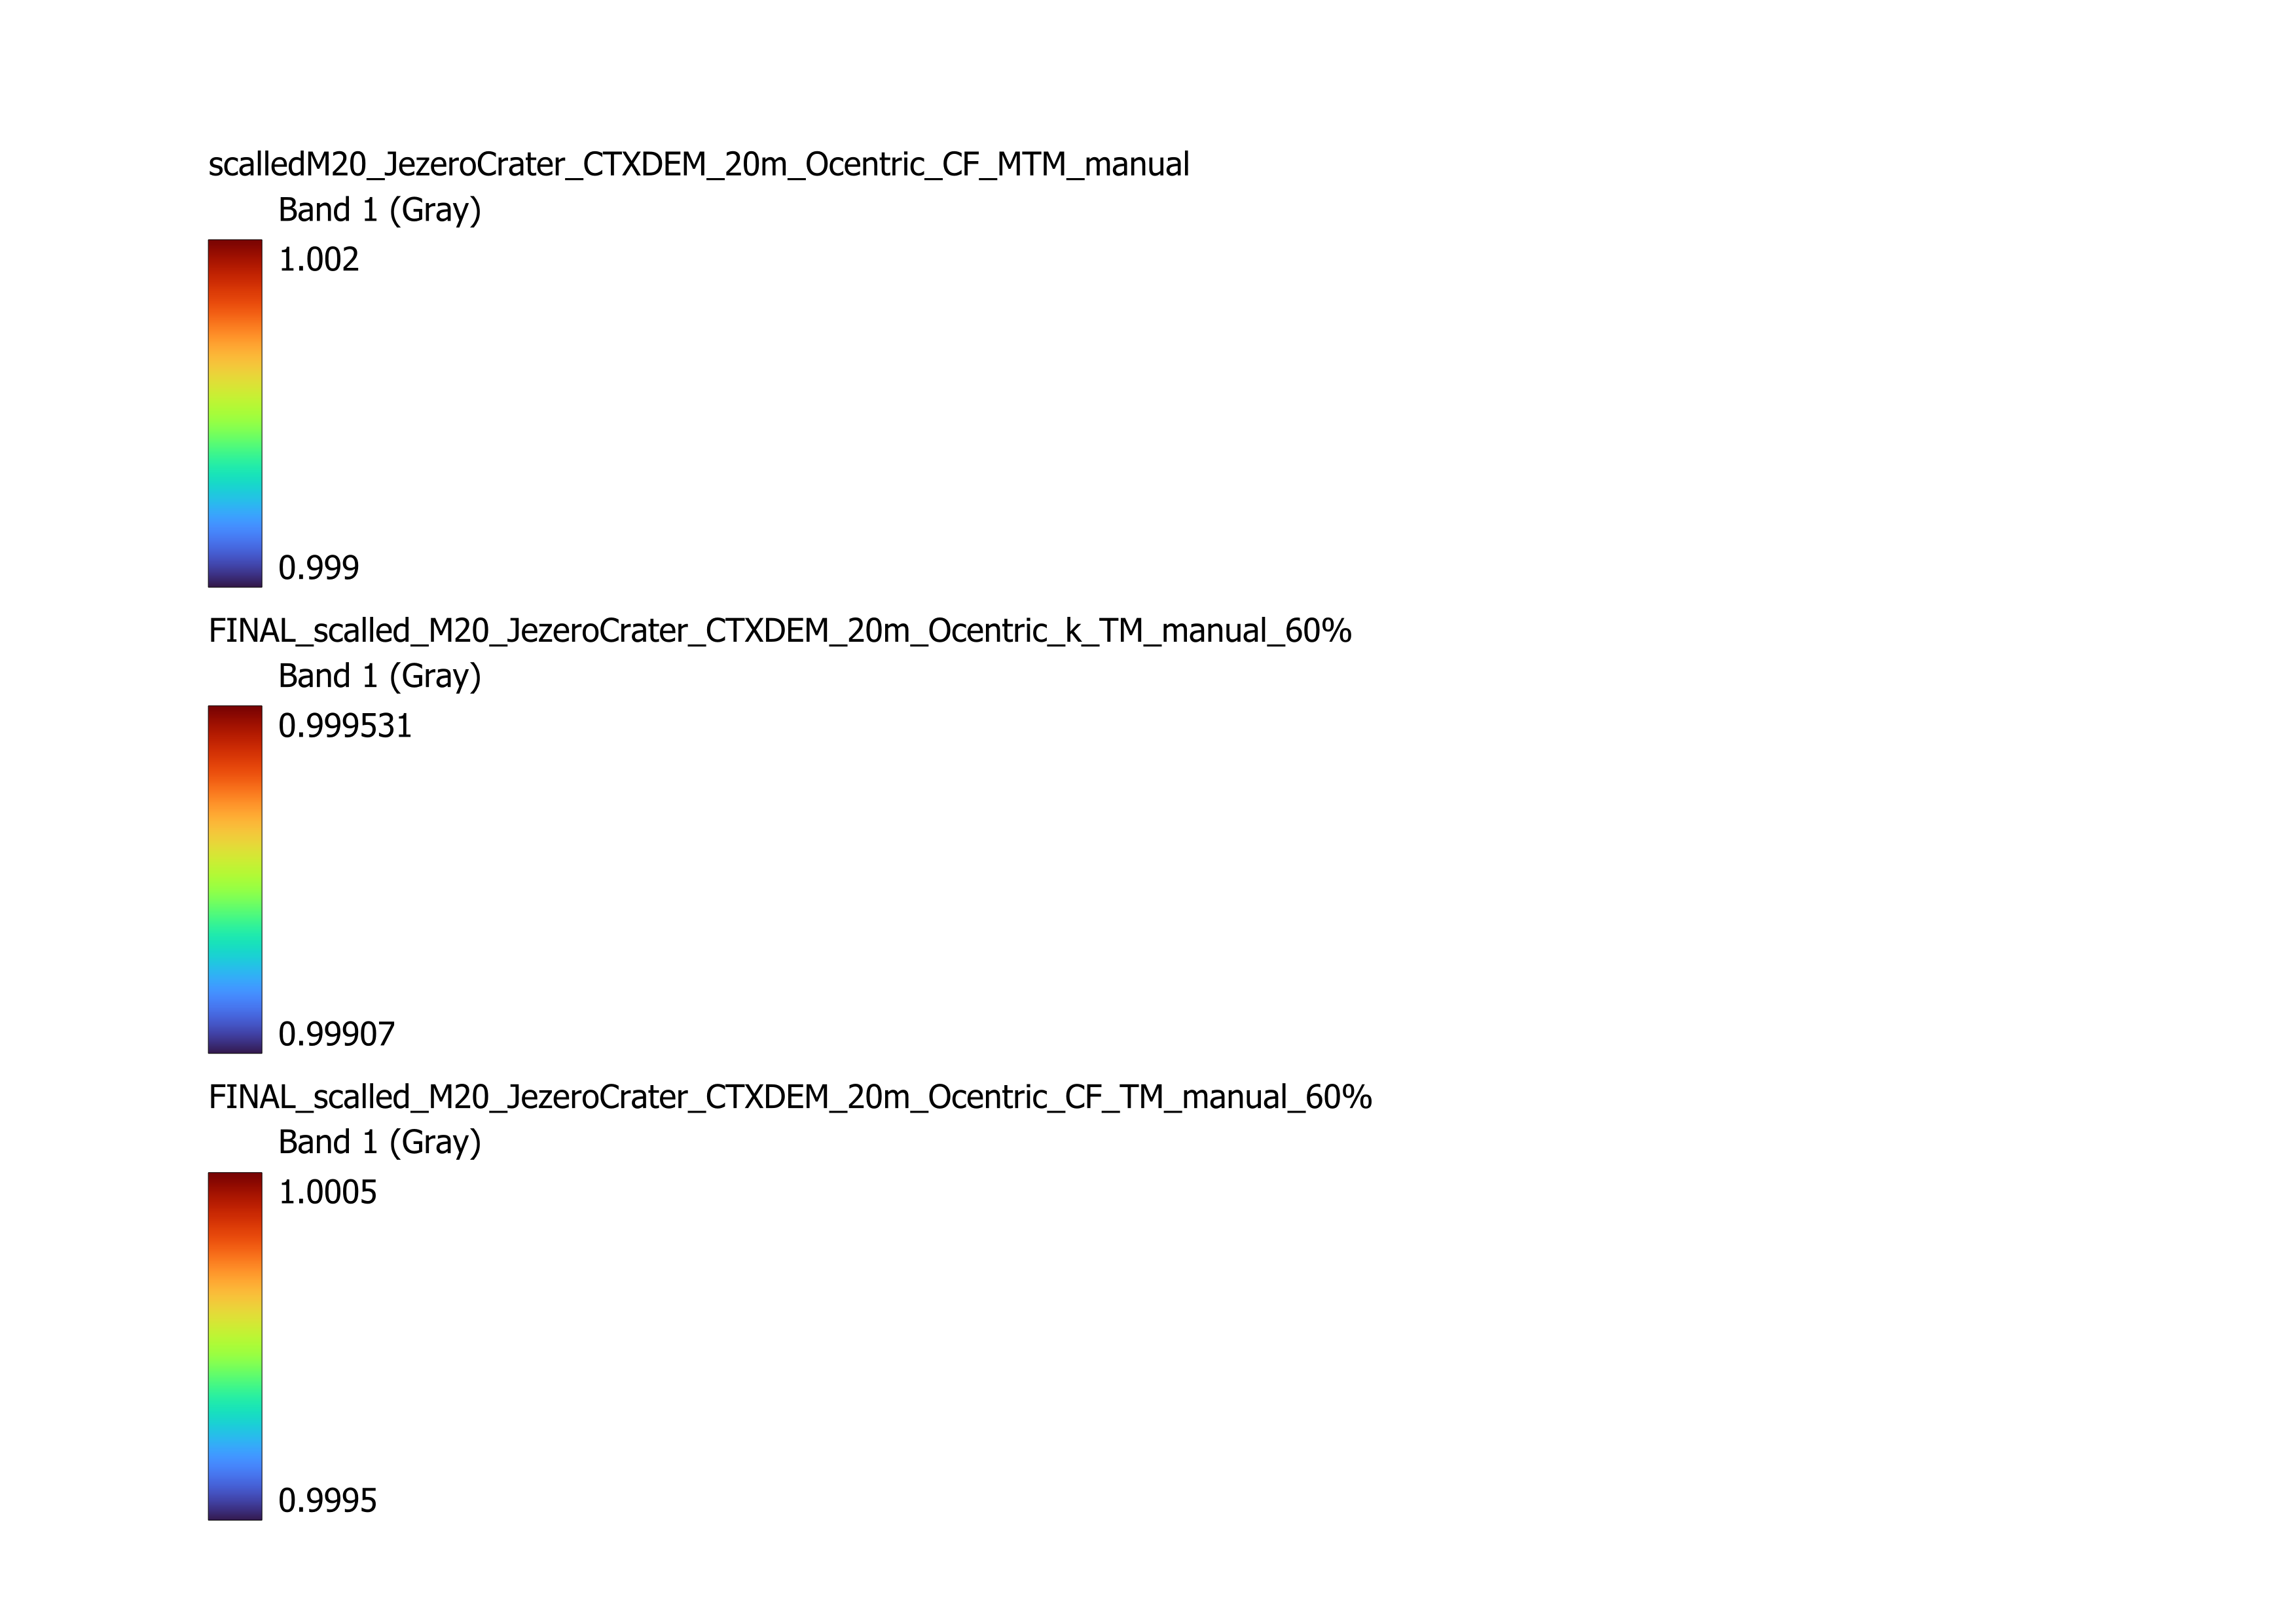 scalledM20_JezeroCrater_CTXDEM_20m_Ocentric_CF_MTM_manual
Band 1 (Gray)
1.002
0.999
FINAL_scalled_M20_JezeroCrater_CTXDEM_20m_Ocentric_k_TM_manual_60%
Band 1 (Gray)
0.999531
0.99907
FINAL_scalled_M20_JezeroCrater_CTXDEM_20m_Ocentric_CF_TM_manual_60%
Band 1 (Gray)
1.0005
0.9995